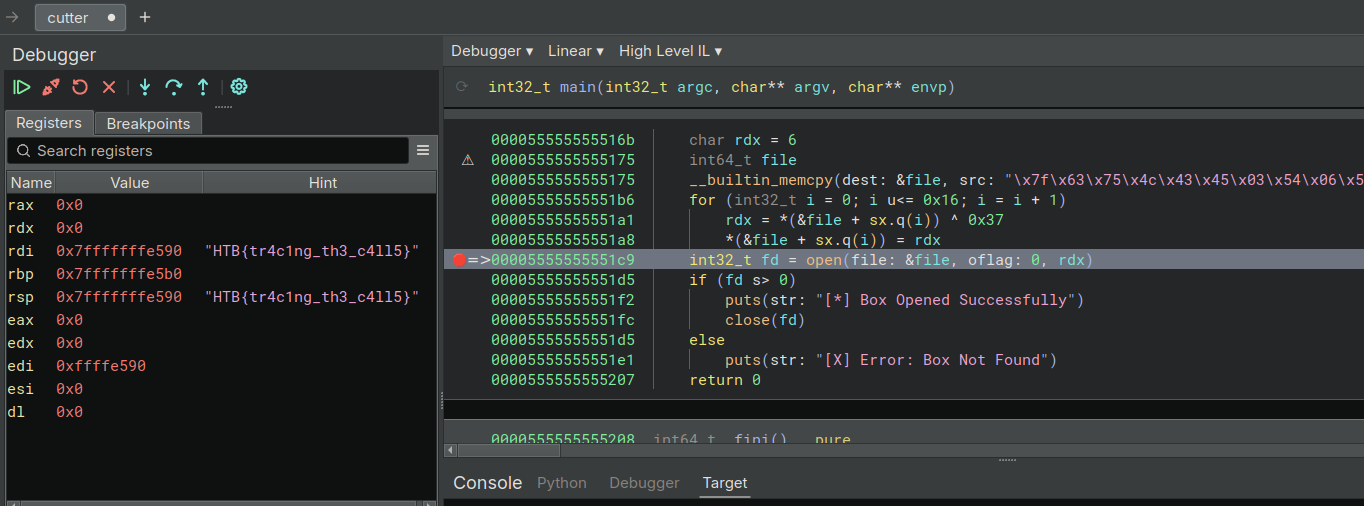 → cutter ● +
Debugger
Registers Breakpoints
Search registers
Name Value Hint
rax 0x0
rdx 0x0
rdi 0x7fffffffe590 "HTB{tr4c1ng_th3_c4ll5}"
rbp 0x7fffffffe5b0
rsp 0x7fffffffe590 "HTB{tr4c1ng_th3_c4ll5}"
eax 0x0
edx 0x0
edi 0xffffe590
esi 0x0
dl 0x0
Debugger ▾ Linear ▾ High Level IL ▾
int32_t main(int32_t argc, char** argv, char** envp)
000055555555516b char rdx = 6
0000555555555175 int64_t file
0000555555555175 __builtin_memcpy(dest: &file, src: "\x7f\x63\x75\x4c\x43\x45\x03\x54\x06\x5
00005555555551b6 for (int32_t i = 0; i u<= 0x16; i = i + 1)
00005555555551a1 rdx = *(&file + sx.q(i)) ^ 0x37
00005555555551a8 *(&file + sx.q(i)) = rdx
=>00005555555551c9 int32_t fd = open(file: &file, oflag: 0, rdx)
00005555555551d5 if (fd s> 0)
00005555555551f2 puts(str: "[*] Box Opened Successfully")
00005555555551fc close(fd)
00005555555551d5 else
00005555555551e1 puts(str: "[X] Error: Box Not Found")
0000555555555207 return 0
0000555555555208 int64_t _fini() pure
Console Python Debugger Target